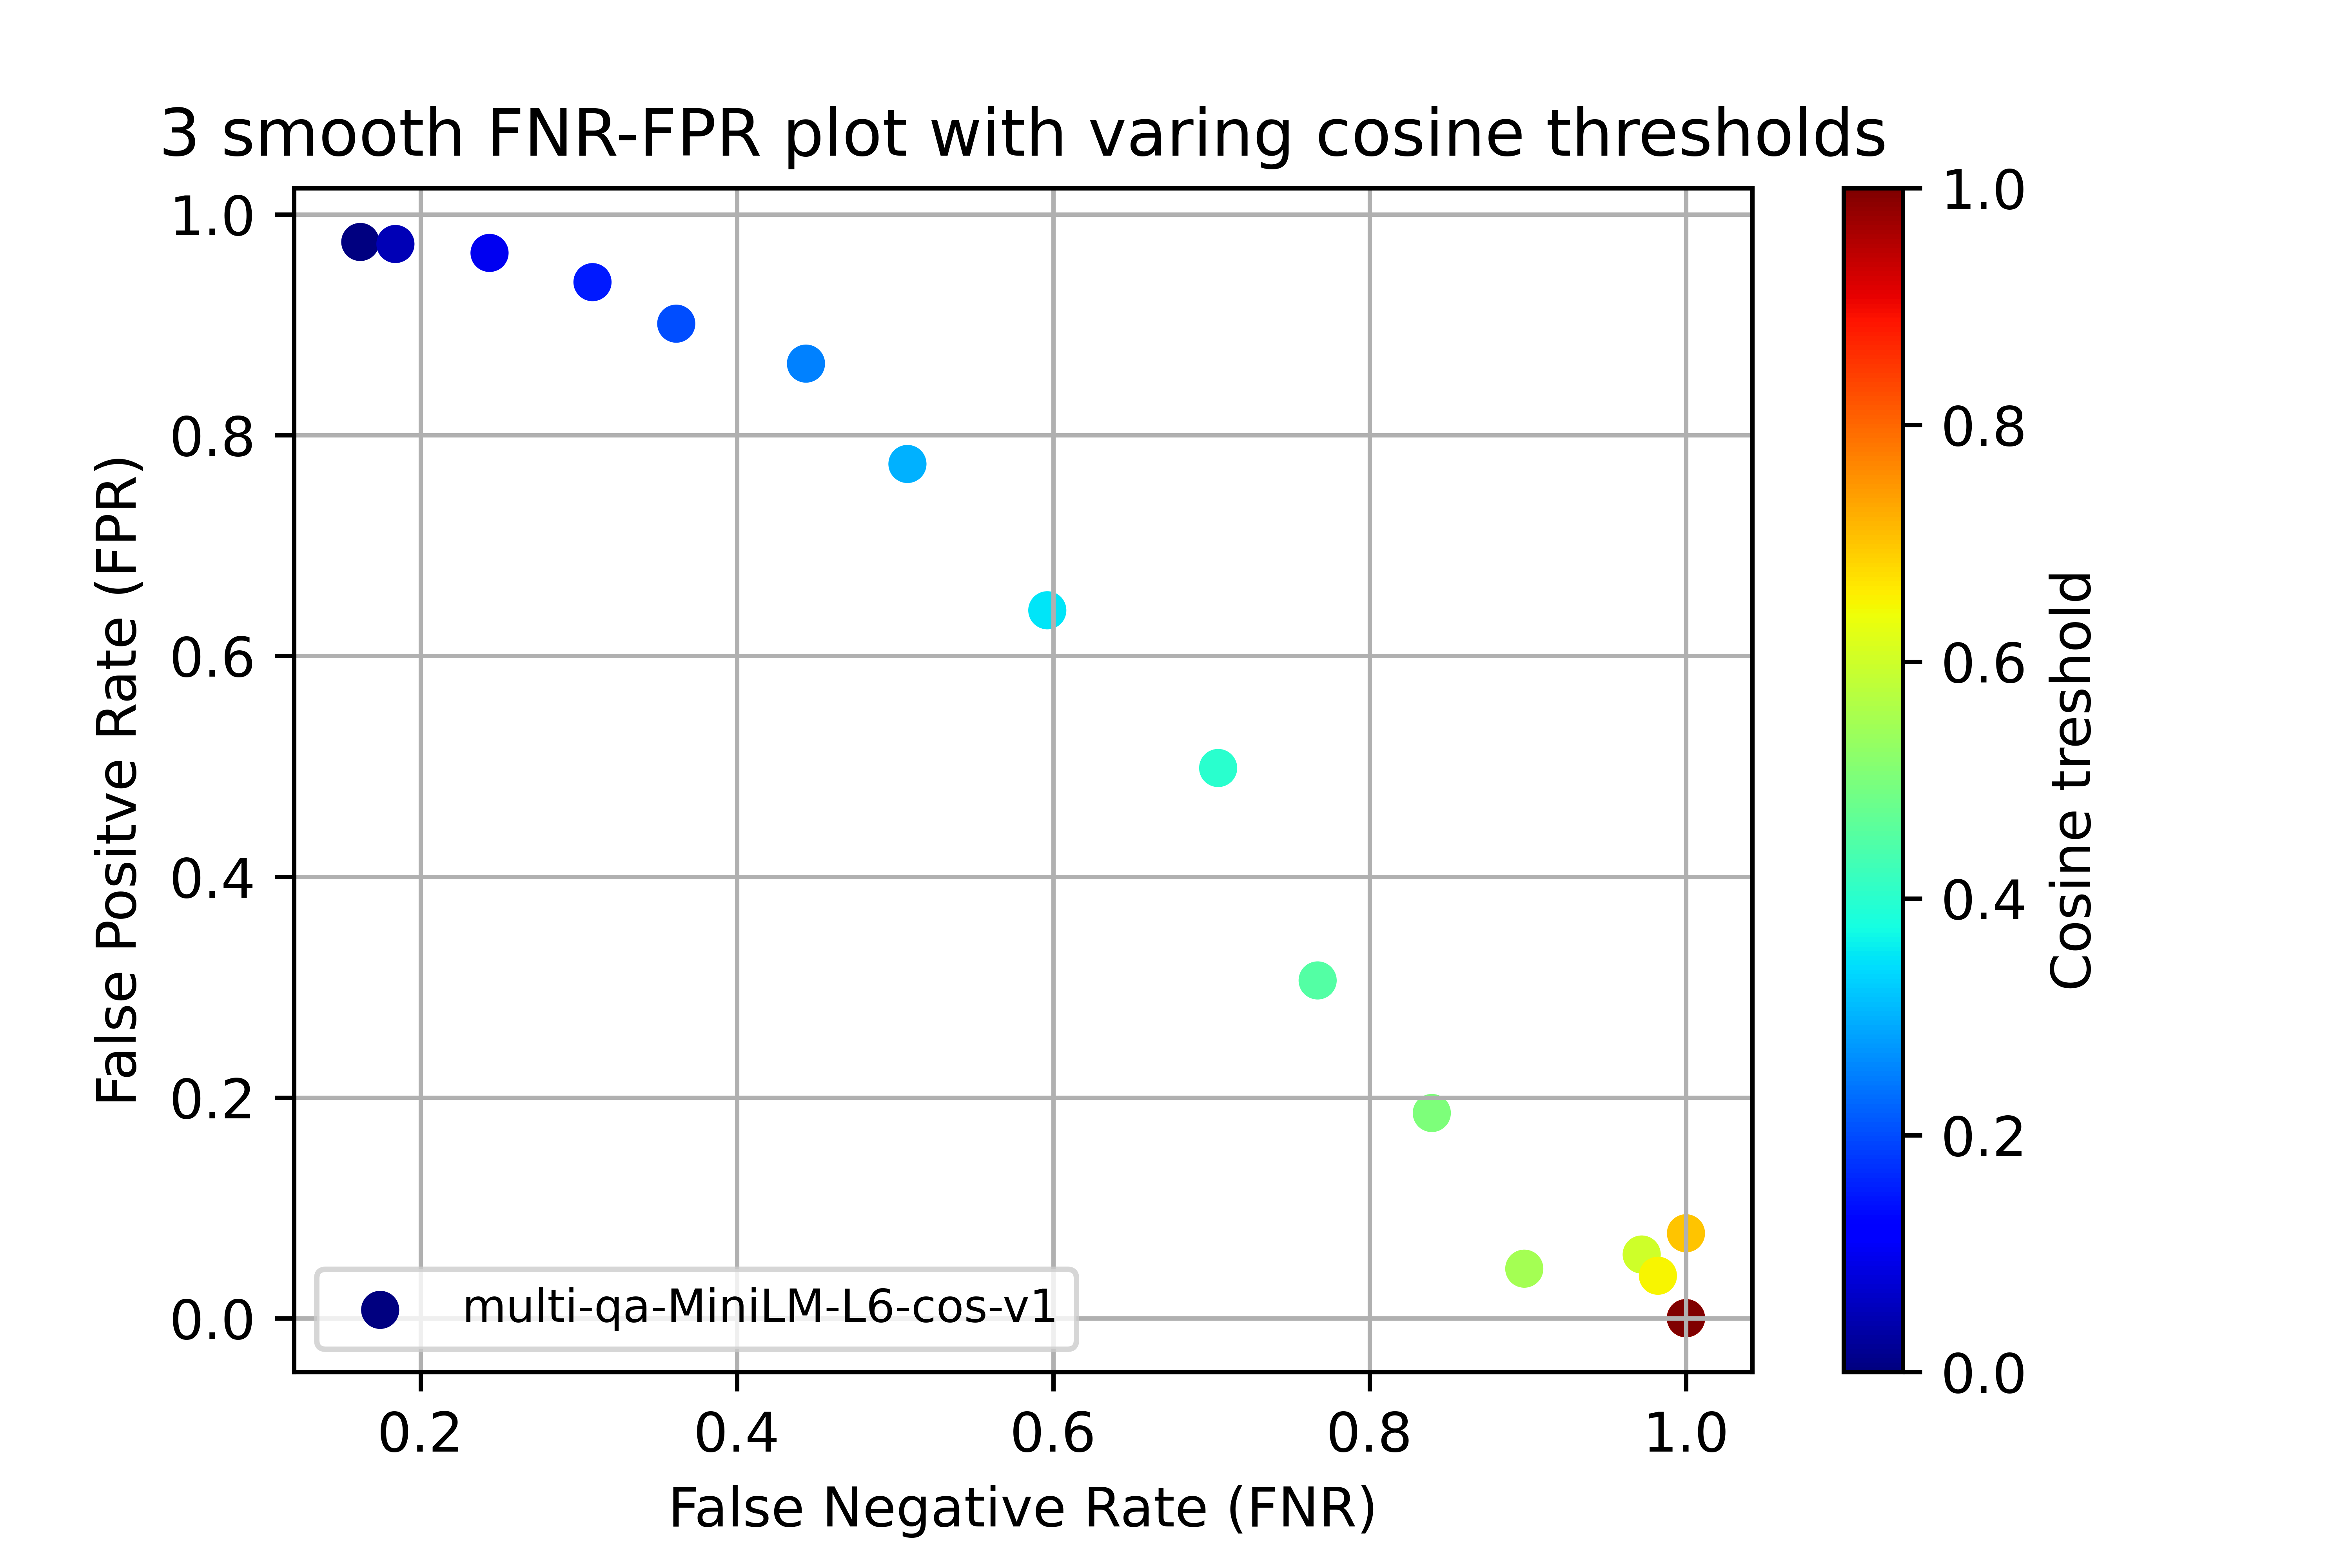 3 smooth FNR-FPR plot with varing cosine thresholds
1.0
0.8
0.6
0.4
0.2
0.0
False Positve Rate (FPR)
multi-qa-MiniLM-L6-cos-v1
0.2 0.4 0.6 0.8 1.0
False Negative Rate (FNR)
1.0
0.8
0.6
0.4
0.2
0.0
Cosine treshold